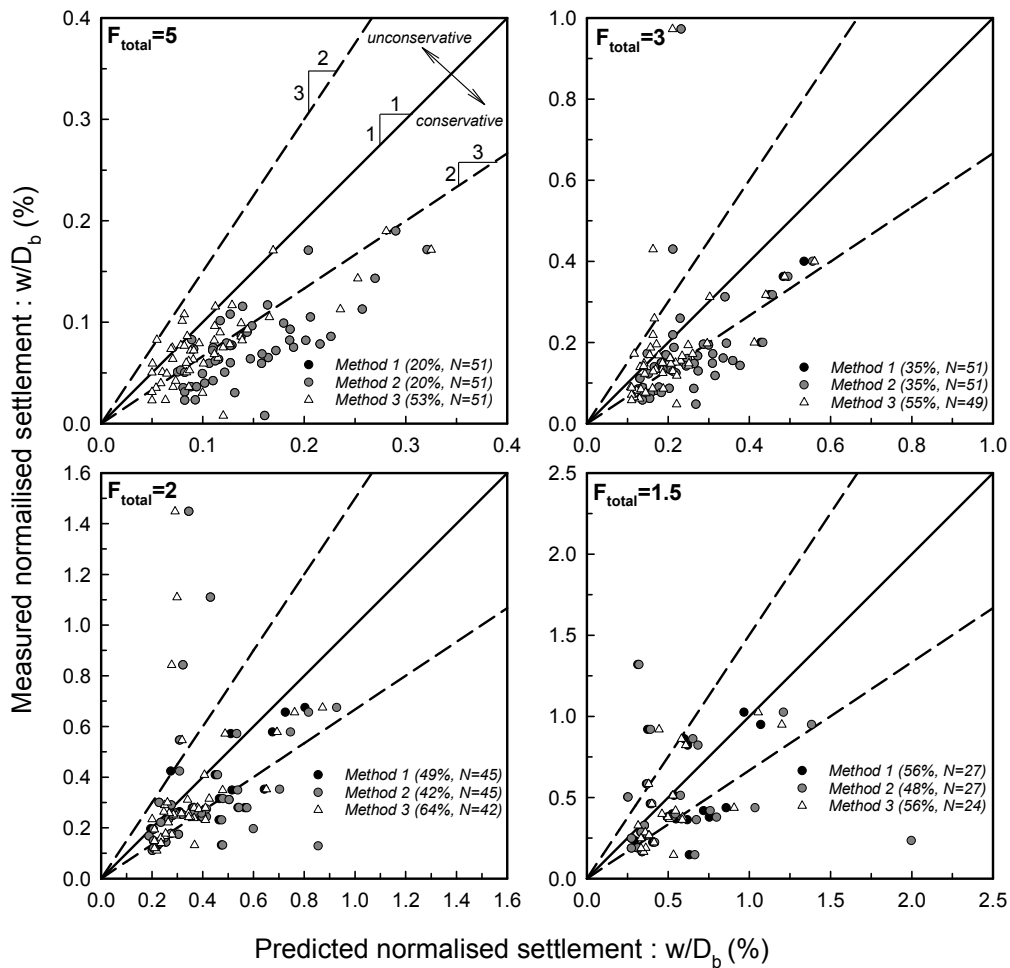 F_total=5
unconservative
conservative
2
3
1
1
3
2
Method 1 (20%, N=51)
Method 2 (20%, N=51)
Method 3 (53%, N=51)
0.4
0.3
0.2
0.1
0.0
0.0 0.1 0.2 0.3 0.4
F_total=3
Method 1 (35%, N=51)
Method 2 (35%, N=51)
Method 3 (55%, N=49)
1.0
0.8
0.6
0.4
0.2
0.0
0.0 0.2 0.4 0.6 0.8 1.0
F_total=2
Method 1 (49%, N=45)
Method 2 (42%, N=45)
Method 3 (64%, N=42)
1.6
1.4
1.2
1.0
0.8
0.6
0.4
0.2
0.0
0.0 0.2 0.4 0.6 0.8 1.0 1.2 1.4 1.6
F_total=1.5
Method 1 (56%, N=27)
Method 2 (48%, N=27)
Method 3 (56%, N=24)
2.5
2.0
1.5
1.0
0.5
0.0
0.0 0.5 1.0 1.5 2.0 2.5
Measured normailised settlement : w/D_b (%)
Predicted normalised settlement : w/D_b (%)